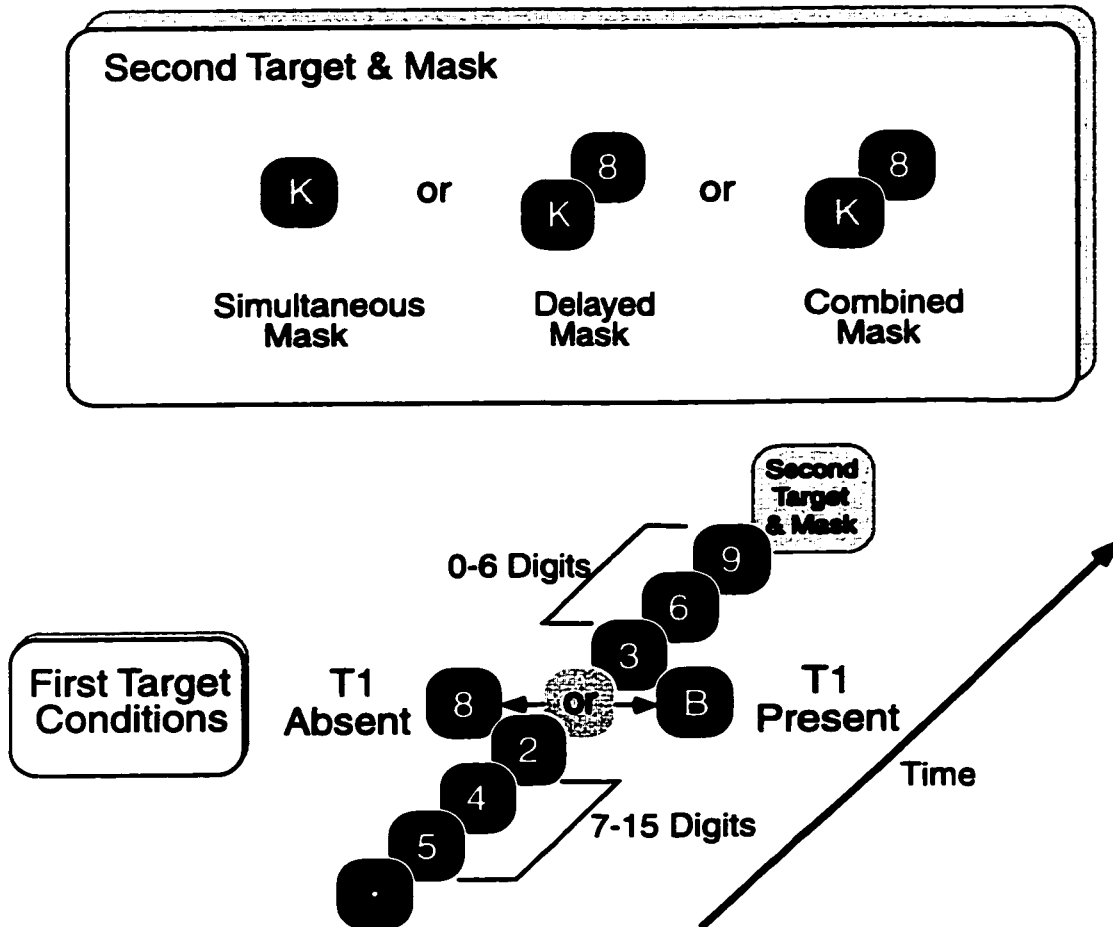 Second Target & Mask
K or K 8 or K 8
Simultaneous Mask
Delayed Mask
Combined Mask
Second
Target
& Mask
0-6 Digits
9
6
3
First Target
Conditions
T1
Absent
8 or B
T1
Present
2
4
5
7-15 Digits
Time